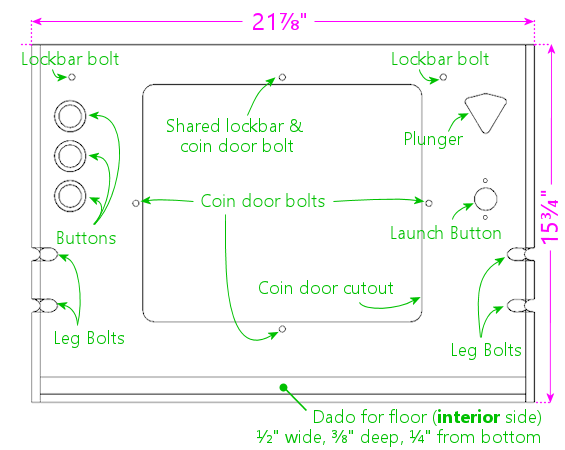 21⅞"
Lockbar bolt
Lockbar bolt
Shared lockbar &
coin door bolt
Plunger
15¾"
Coin door bolts
Buttons
Launch Button
Coin door cutout
Leg Bolts
Leg Bolts
Dado for floor (interior side)
½" wide, ⅜" deep, ¼" from bottom